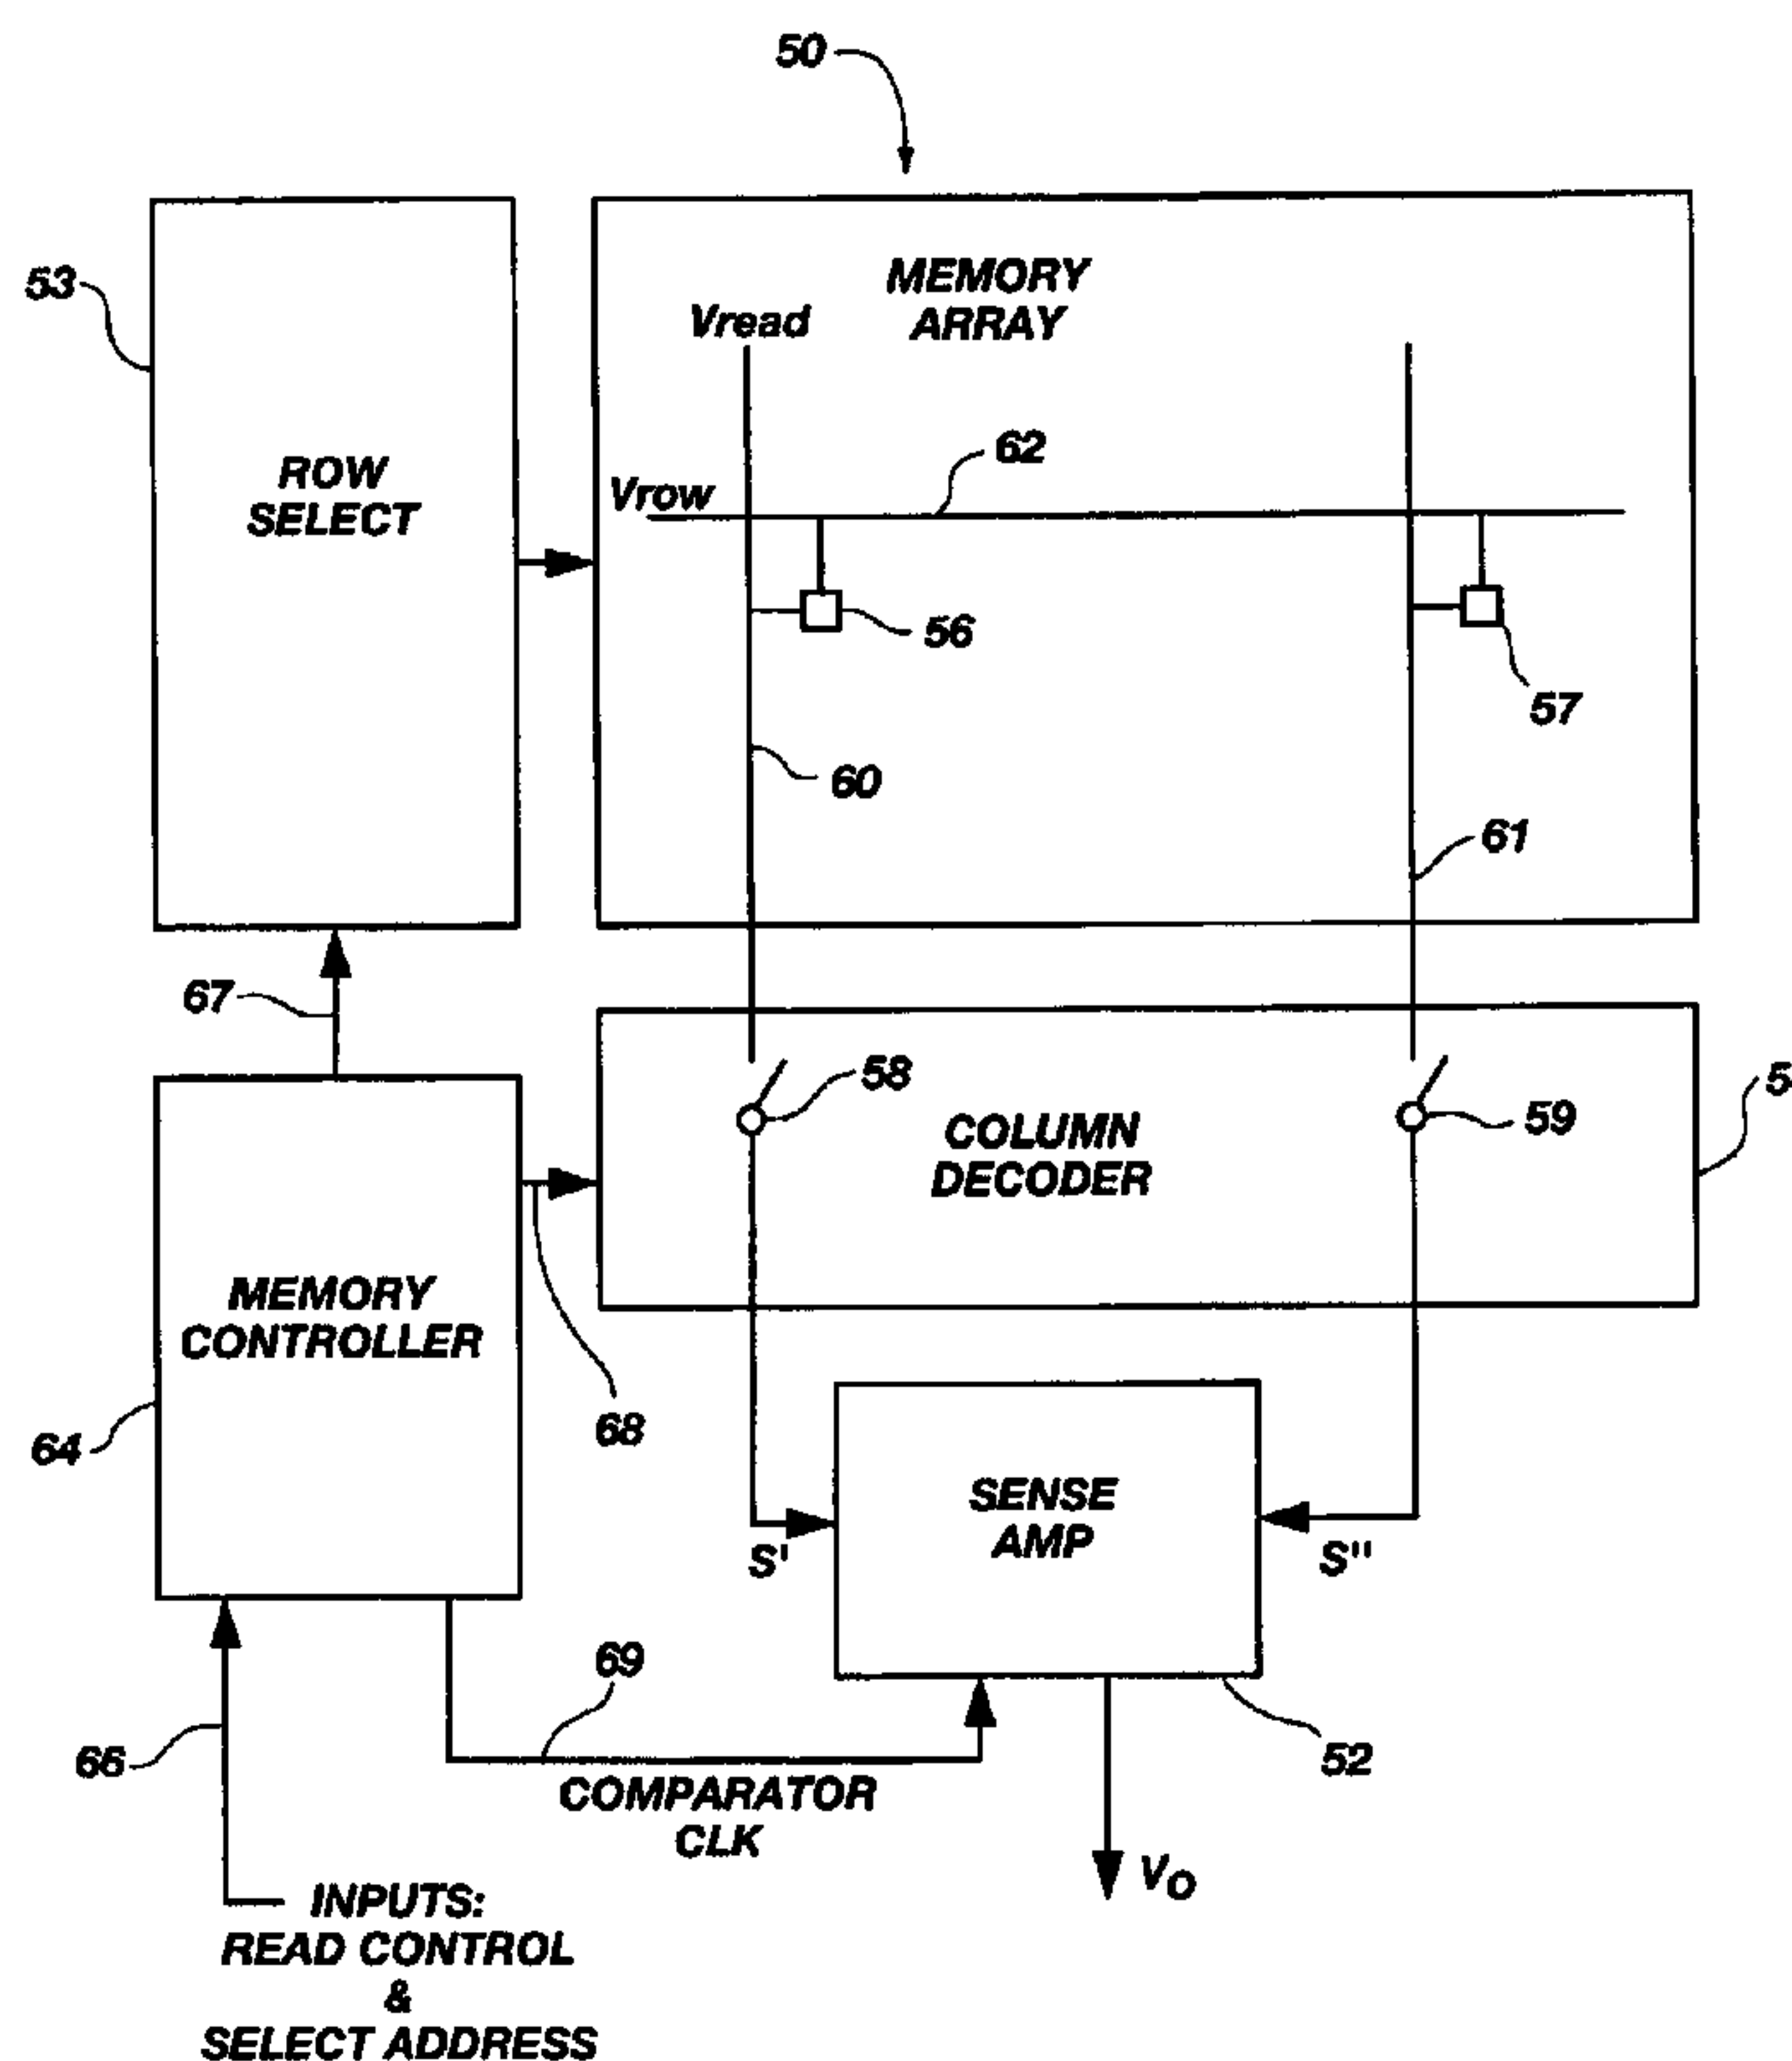 50
53
MEMORY
ARRAY
Vread
ROW
SELECT
62
Vrow
56
57
60
61
67
58
59
5
COLUMN
DECODER
MEMORY
CONTROLLER
68
64
SENSE
AMP
S'
S"
69
52
COMPARATOR
CLK
VO
INPUTS:
READ CONTROL
&
SELECT ADDRESS